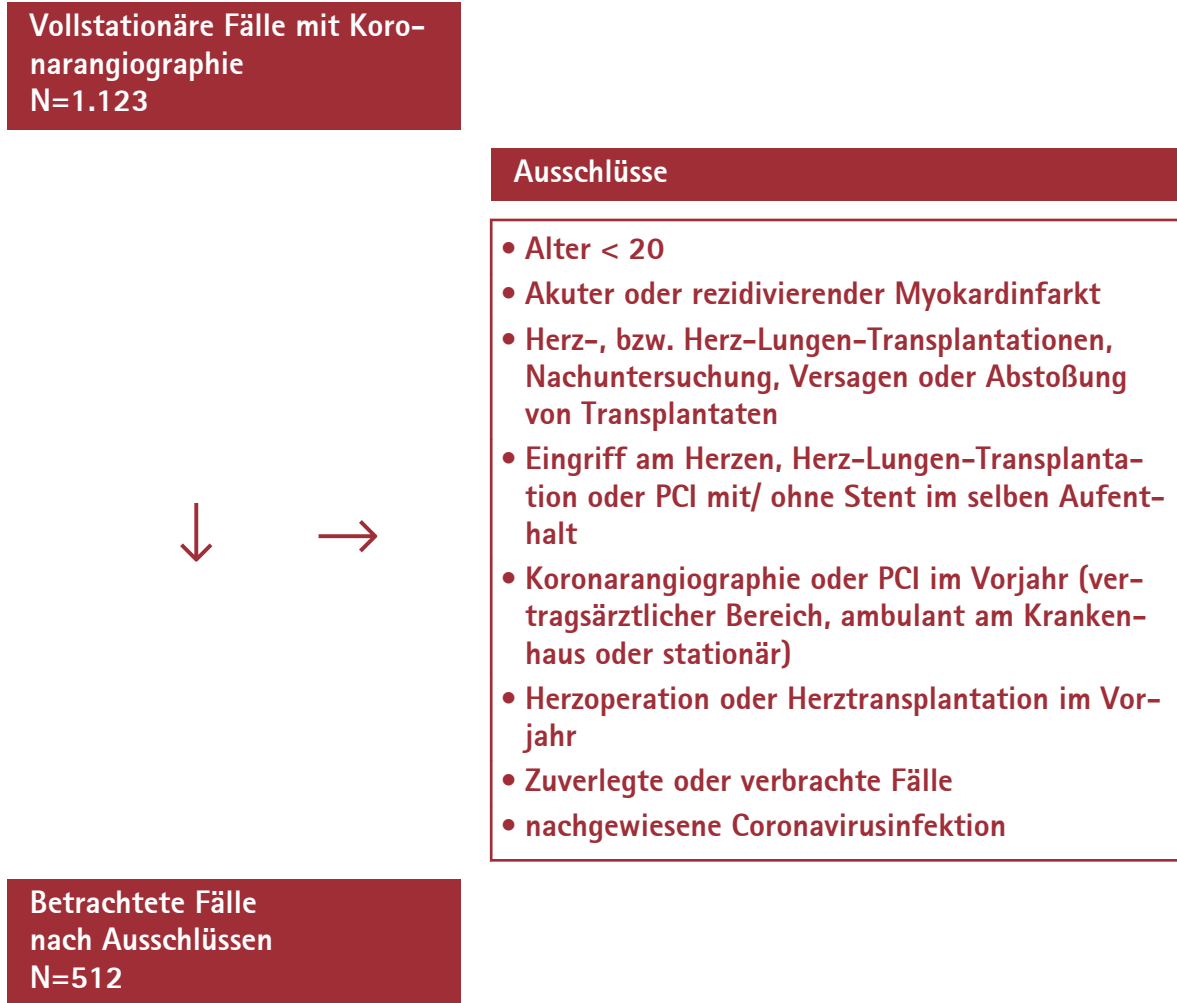 Vollstationäre Fälle mit Koro-
narangiographie
N=1.123
Ausschlüsse
• Alter < 20
• Akuter oder rezidivierender Myokardinfarkt
• Herz-, bzw. Herz-Lungen-Transplantationen,
Nachuntersuchung, Versagen oder Abstoßung
von Transplantaten
• Eingriff am Herzen, Herz-Lungen-Transplanta-
tion oder PCI mit/ ohne Stent im selben Aufent-
halt
• Koronarangiographie oder PCI im Vorjahr (ver-
tragsärztlicher Bereich, ambulant am Kranken-
haus oder stationär)
• Herzoperation oder Herztransplantation im Vor-
jahr
• Zuverlegte oder verbrachte Fälle
• nachgewiesene Coronavirusinfektion
Betrachtete Fälle
nach Ausschlüssen
N=512